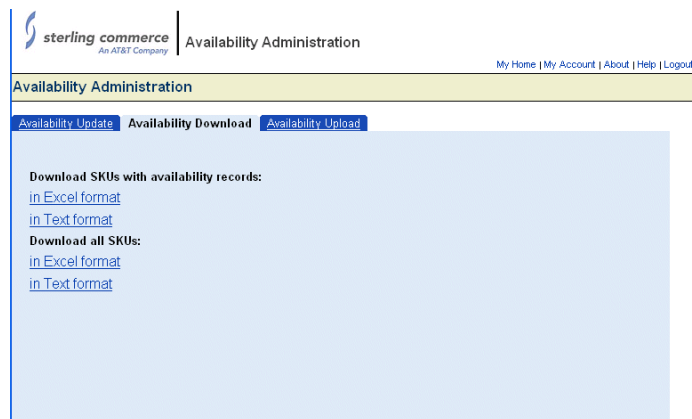 sterling commerce
An AT&T Company
Availability Administration
My Home | My Account | About | Help | Logout
Availability Administration
Availability Update Availability Download Availability Upload
Download SKUs with availability records:
in Excel format
in Text format
Download all SKUs:
in Excel format
in Text format